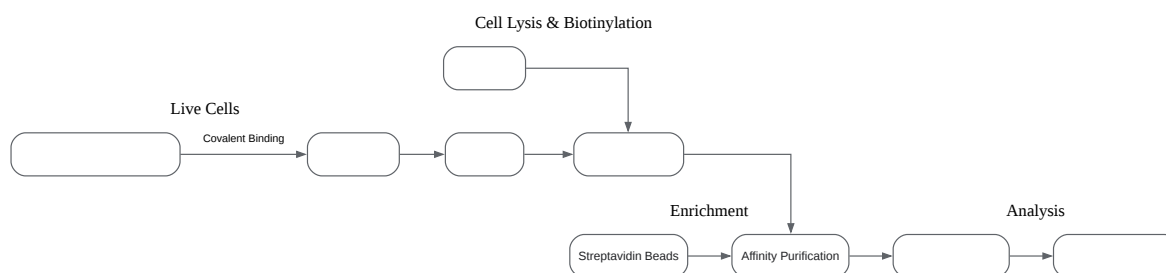 Cell Lysis & Biotinylation
Live Cells
Covalent Binding
Enrichment
Analysis
Streptavidin Beads
Affinity Purification